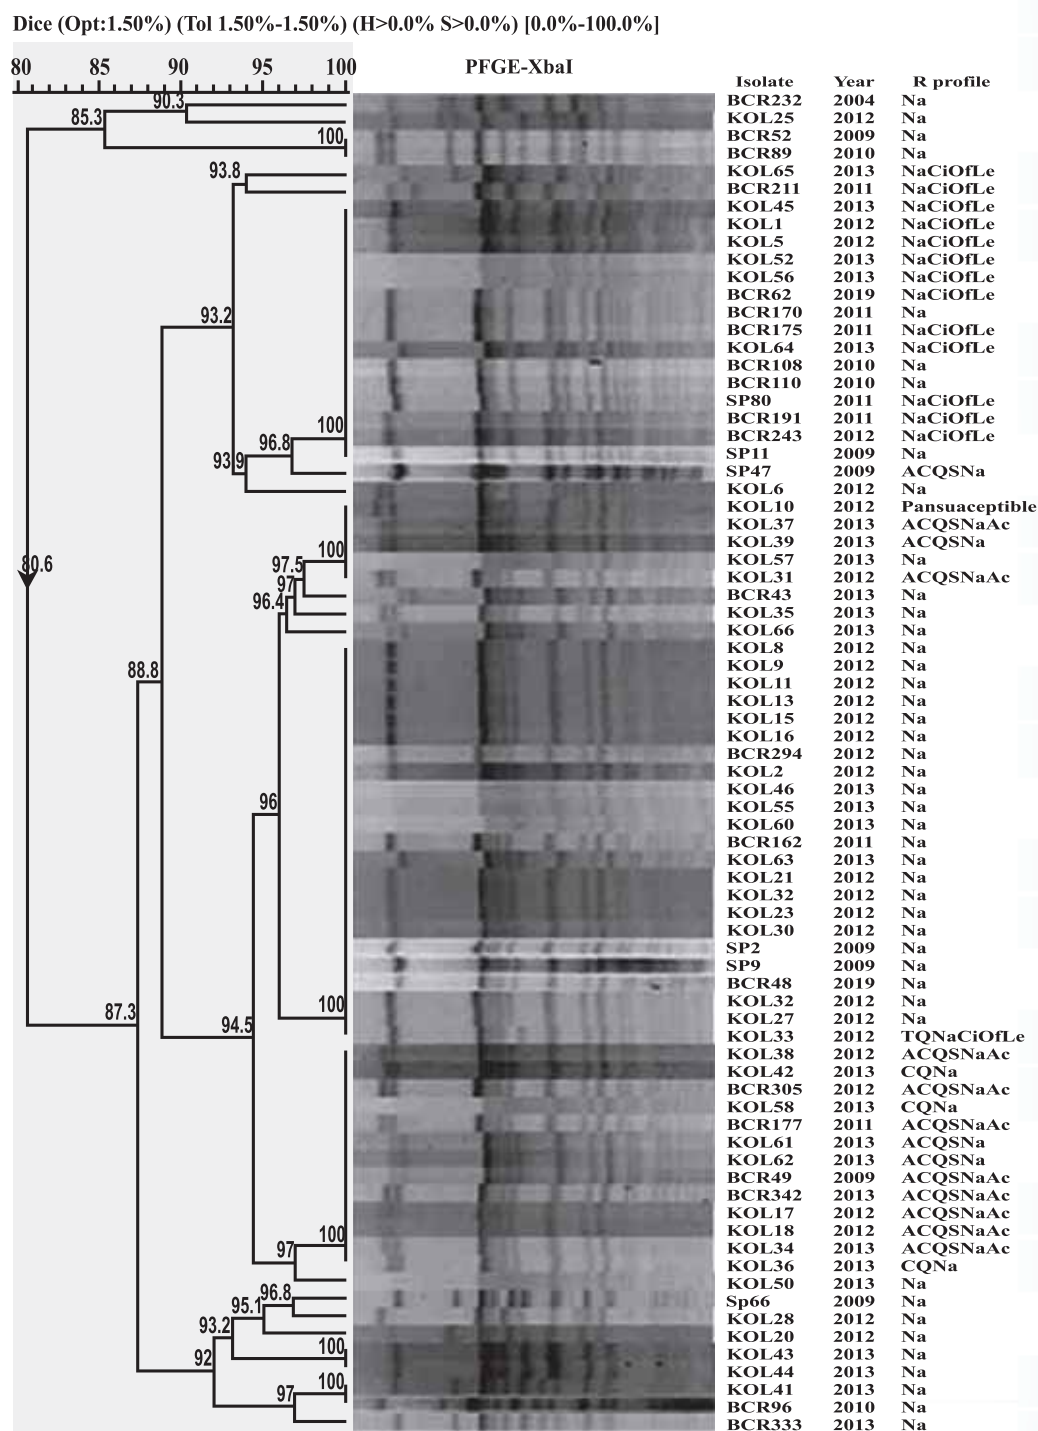 Dice (Opt:1.50%) (Tol 1.50%-1.50%) (H>0.0% S>0.0%) [0.0%-100.0%]
PFGE-XbaI
80 85 90 95 100
Isolate Year R profile
BCR232 2004 Na
KOL25 2012 Na
BCR52 2009 Na
BCR89 2010 Na
KOL65 2013 NaCiOfLe
BCR211 2011 NaCiOfLe
KOL45 2013 NaCiOfLe
KOL1 2012 NaCiOfLe
KOL5 2012 NaCiOfLe
KOL52 2013 NaCiOfLe
KOL56 2013 NaCiOfLe
BCR62 2019 NaCiOfLe
BCR170 2011 Na
BCR175 2011 NaCiOfLe
KOL64 2013 NaCiOfLe
BCR108 2010 Na
BCR110 2010 Na
SP80 2011 NaCiOfLe
BCR191 2011 NaCiOfLe
BCR243 2012 NaCiOfLe
SP11 2009 Na
SP47 2009 ACQSNa
KOL6 2012 Na
KOL10 2012 Pansuaceptible
KOL37 2013 ACQSNaAc
KOL39 2013 ACQSNa
KOL57 2013 Na
KOL31 2012 ACQSNaAc
BCR43 2013 Na
KOL35 2013 Na
KOL66 2013 Na
KOL8 2012 Na
KOL9 2012 Na
KOL11 2012 Na
KOL13 2012 Na
KOL15 2012 Na
KOL16 2012 Na
BCR294 2012 Na
KOL2 2012 Na
KOL46 2013 Na
KOL55 2013 Na
KOL60 2013 Na
BCR162 2011 Na
KOL63 2013 Na
KOL21 2012 Na
KOL32 2012 Na
KOL23 2012 Na
KOL30 2012 Na
SP2 2009 Na
SP9 2009 Na
BCR48 2019 Na
KOL32 2012 Na
KOL27 2012 Na
KOL33 2012 TQNaCiOfLe
KOL38 2012 ACQSNaAc
KOL42 2013 CQNa
BCR305 2012 ACQSNaAc
KOL58 2013 CQNa
BCR177 2011 ACQSNaAc
KOL61 2013 ACQSNa
KOL62 2013 ACQSNa
BCR49 2009 ACQSNaAc
BCR342 2013 ACQSNaAc
KOL17 2012 ACQSNaAc
KOL18 2012 ACQSNaAc
KOL34 2013 ACQSNaAc
KOL36 2013 CQNa
KOL50 2013 Na
Sp66 2009 Na
KOL28 2012 Na
KOL20 2012 Na
KOL43 2013 Na
KOL44 2013 Na
KOL41 2013 Na
BCR96 2010 Na
BCR333 2013 Na
90.3
85.3
100
93.8
93.2
100
96.8
93.9
80.6
100
97.5
97
96.4
88.8
96
100
87.3
94.5
100
97
96.8
95.1
93.2
100
92
100
97